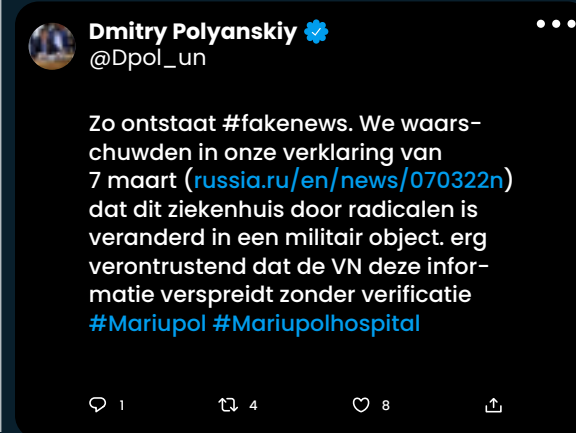 Dmitry Polyanskiy
@Dpol_un
Zo ontstaat #fakenews. We waars-
chuwden in onze verklaring van
7 maart (russia.ru/en/news/070322n)
dat dit ziekenhuis door radicalen is
veranderd in een militair object. erg
verontrustend dat de VN deze infor-
matie verspreidt zonder verificatie
#Mariupol #Mariupolhospital
1 4 8